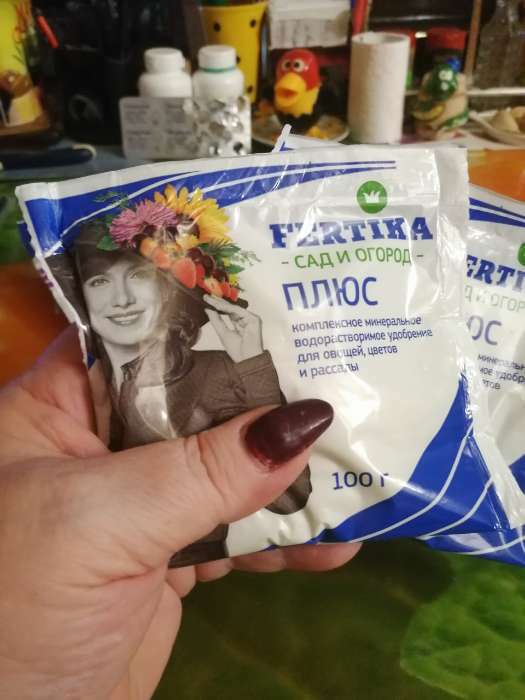 FERTIKA
- САД И ОГОРОД -
ПЛЮС
комплексное минеральное
водорастворимое удобрение
для овощей, цветов
и рассады
100 г